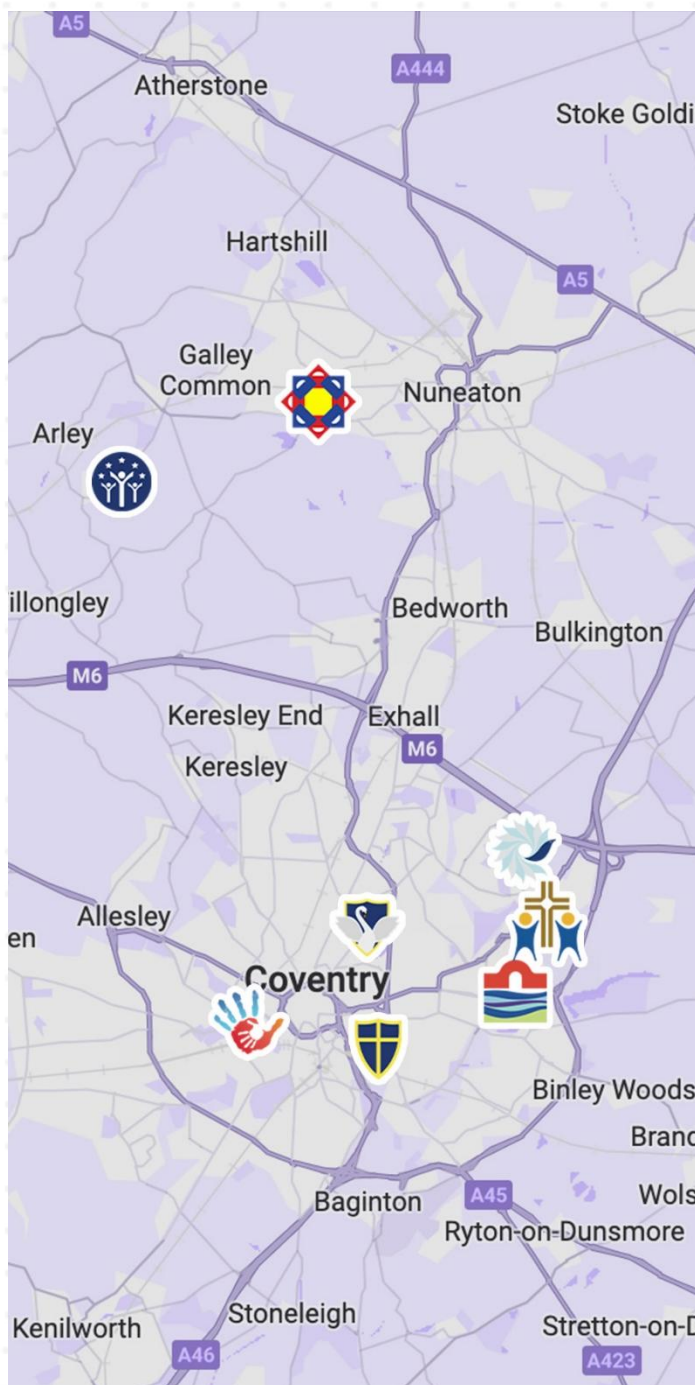 A5
Atherstone
A444
Stoke Goldi
Hartshill
A5
Galley
Common
Nuneaton
Arley
illongley
Bedworth
Bulkington
M6
Keresley End
Exhall
M6
Keresley
Allesley
en
Coventry
Binley Woods
Branc
Baginton
A45
Wols
Ryton-on-Dunsmore
Stoneleigh
Kenilworth
Stretton-on-D
A46
A423